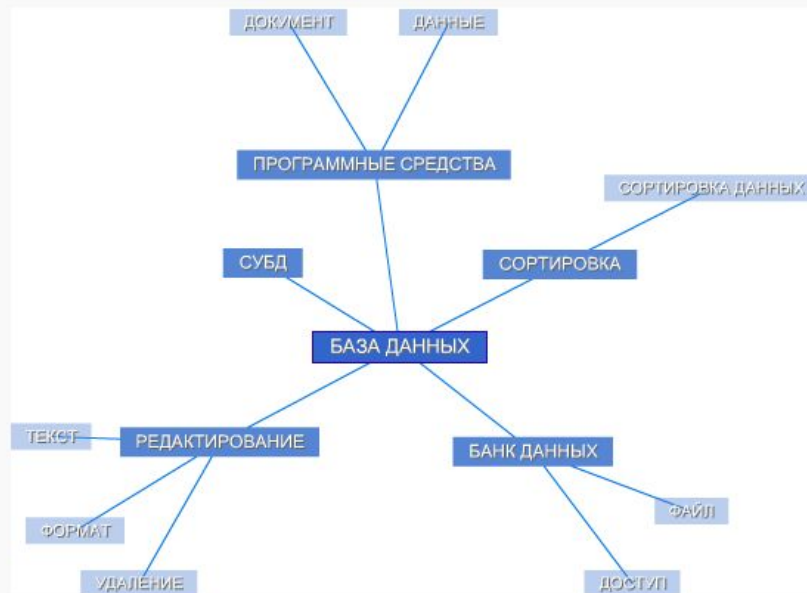 ДОКУМЕНТ
ДАННЫЕ
ПРОГРАММНЫЕ СРЕДСТВА
СОРТИРОВКА ДАННЫХ
СУБД
СОРТИРОВКА
БАЗА ДАННЫХ
ТЕКСТ
РЕДАКТИРОВАНИЕ
БАНК ДАННЫХ
ФАЙЛ
ФОРМАТ
УДАЛЕНИЕ
ДОСТУП